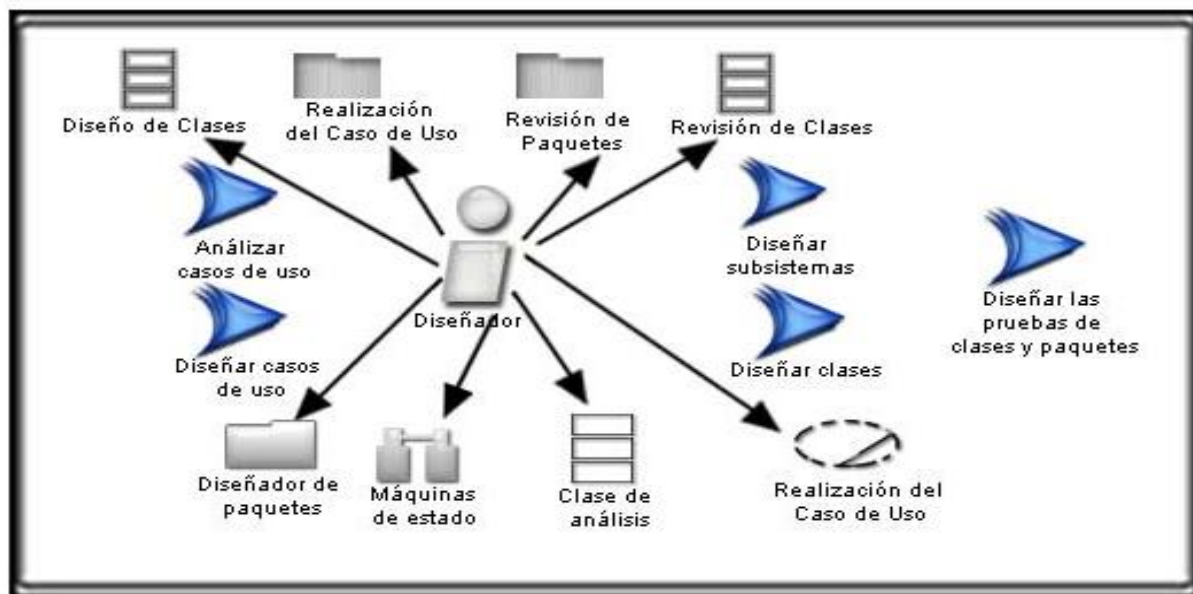 Diseño de Clases
Realización
del Caso de Uso
Revisión de
Paquetes
Revisión de Clases
Análizar
casos de uso
Diseñar
subsistemas
Diseñar las
pruebas de
clases y paquetes
Diseñador
Diseñar casos
de uso
Diseñar clases
Diseñador de
paquetes
Máquinas
de estado
Clase de
análisis
Realización del
Caso de Uso